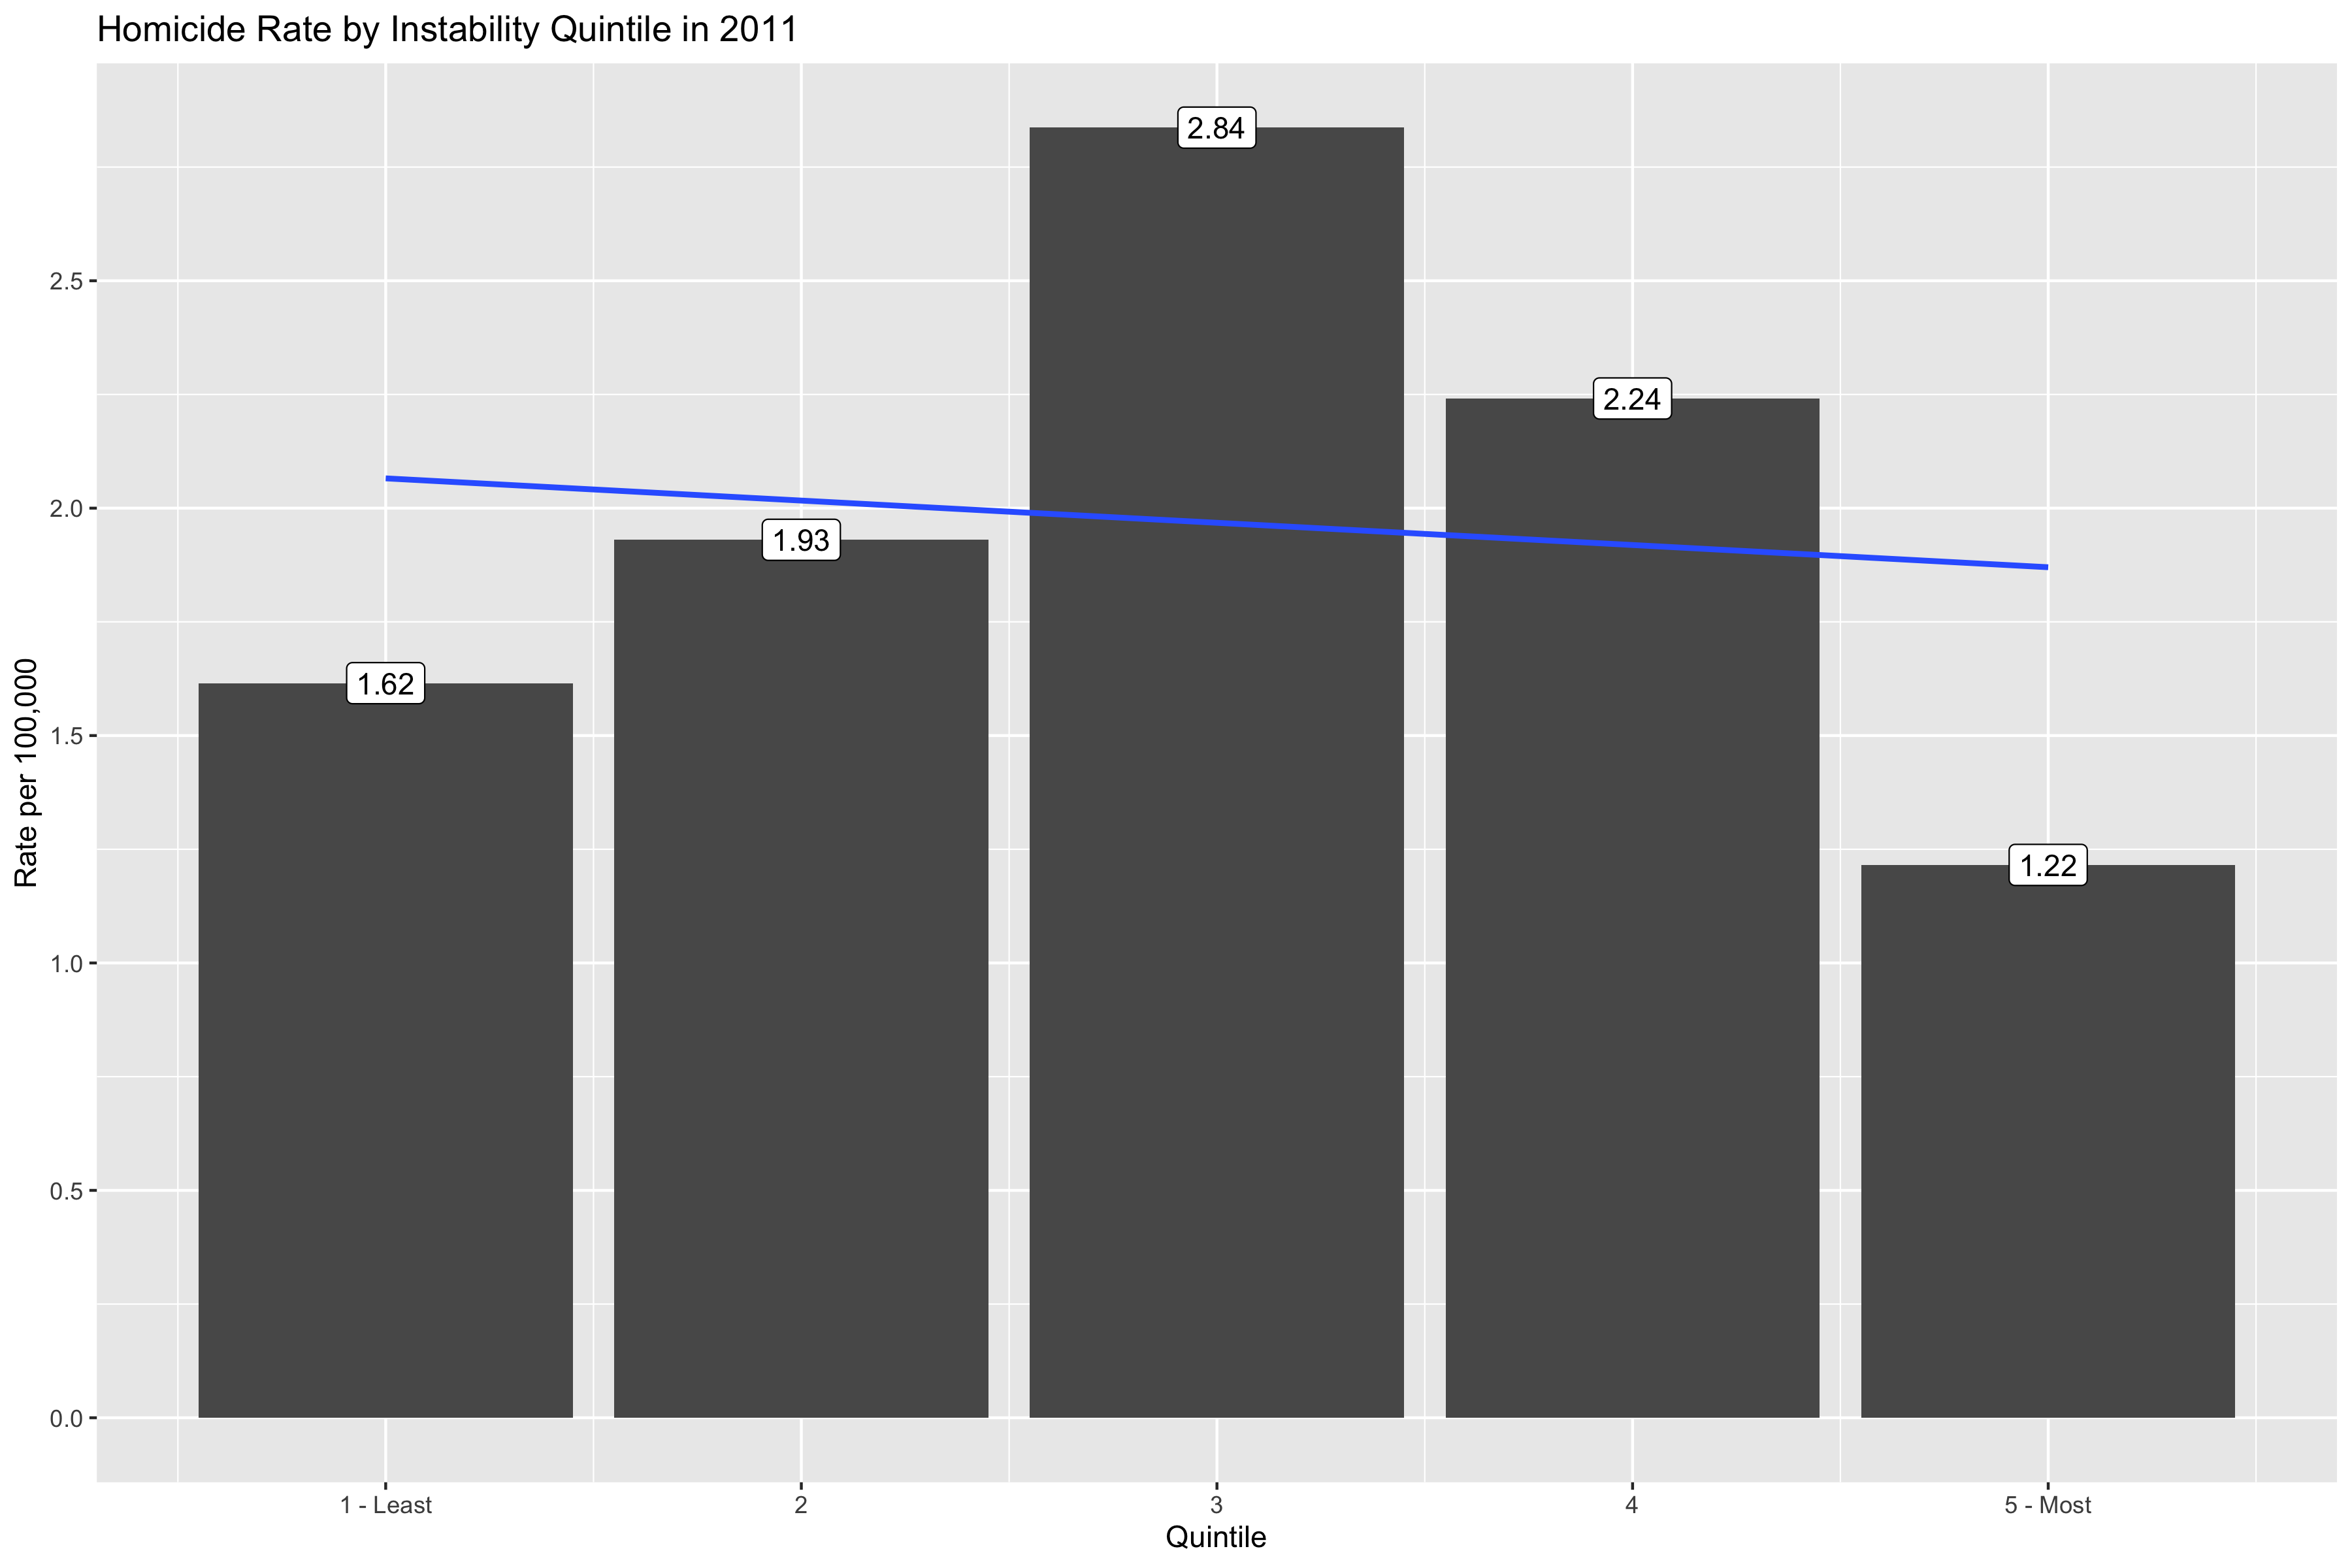 Homicide Rate by Instability Quintile in 2011
Rate per 100,000
2.5
2.0
1.5
1.0
0.5
0.0
1.62
1.93
2.84
2.24
1.22
1 - Least
2
3
4
5 - Most
Quintile